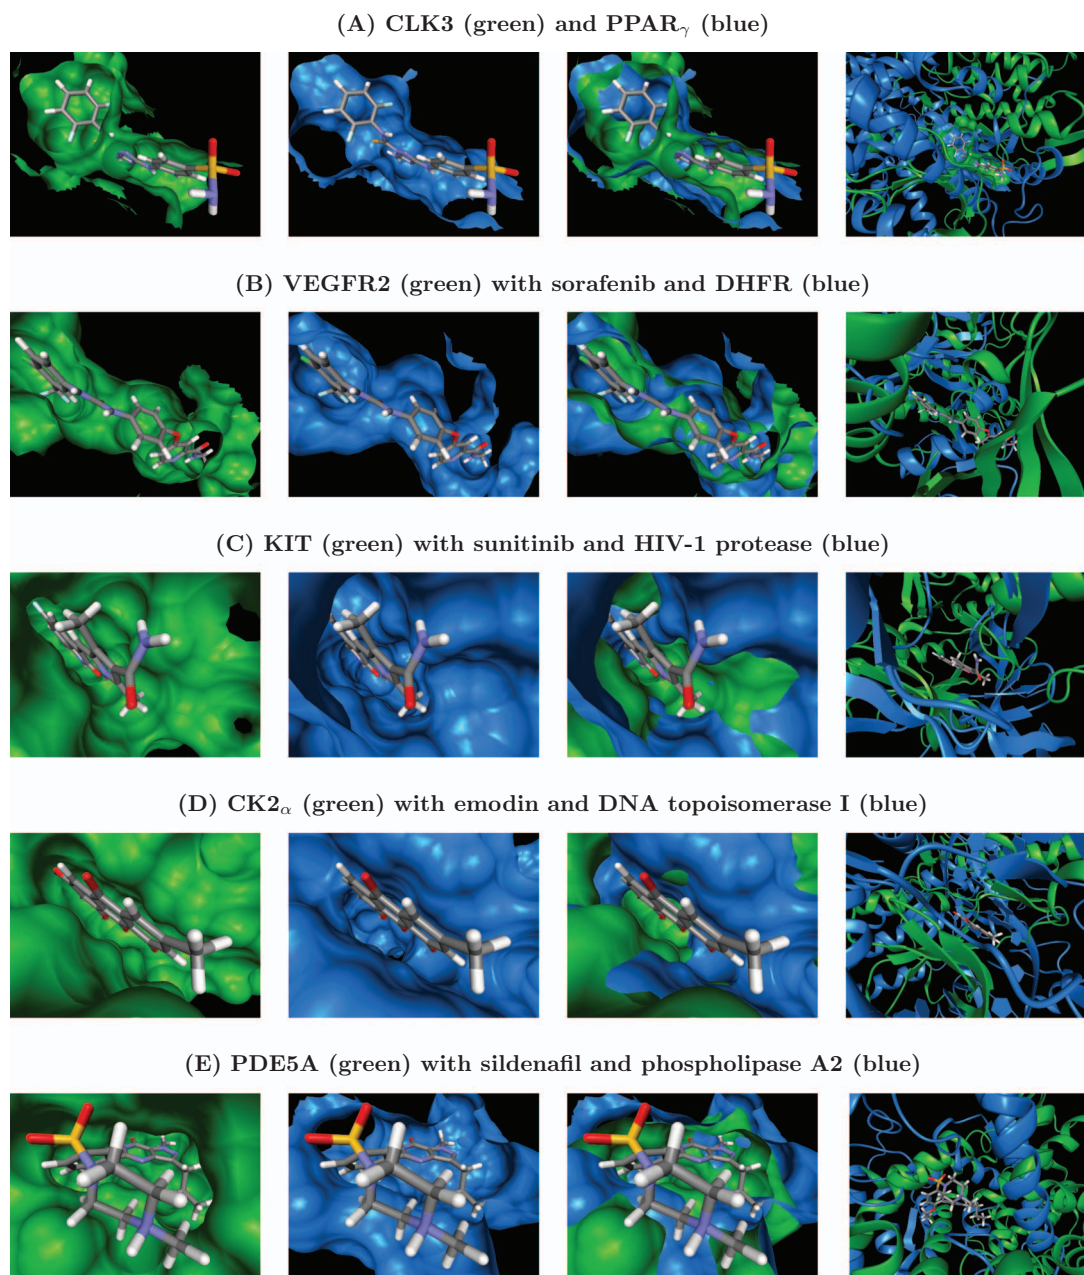 (A) CLK3 (green) and PPARγ (blue)
(B) VEGFR2 (green) with sorafenib and DHFR (blue)
(C) KIT (green) with sunitinib and HIV-1 protease (blue)
(D) CK2α (green) with emodin and DNA topoisomerase I (blue)
(E) PDE5A (green) with sildenafil and phospholipase A2 (blue)